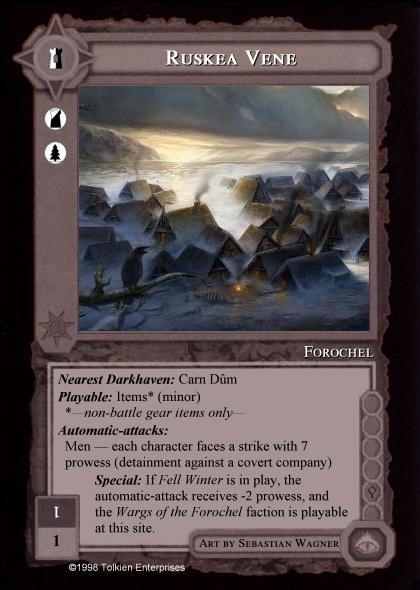 RUSKEA VENE
FOROCHEL
Nearest Darkhaven: Carn Dûm
Playable: Items* (minor)
*—non-battle gear items only—
Automatic-attacks:
Men — each character faces a strike with 7
prowess (detainment against a covert company)
Special: If Fell Winter is in play, the
automatic-attack receives -2 prowess, and
the Wargs of the Forochel faction is playable
at this site.
1
1
ART BY SEBASTIAN WAGNER
©1998 Tolkien Enterprises